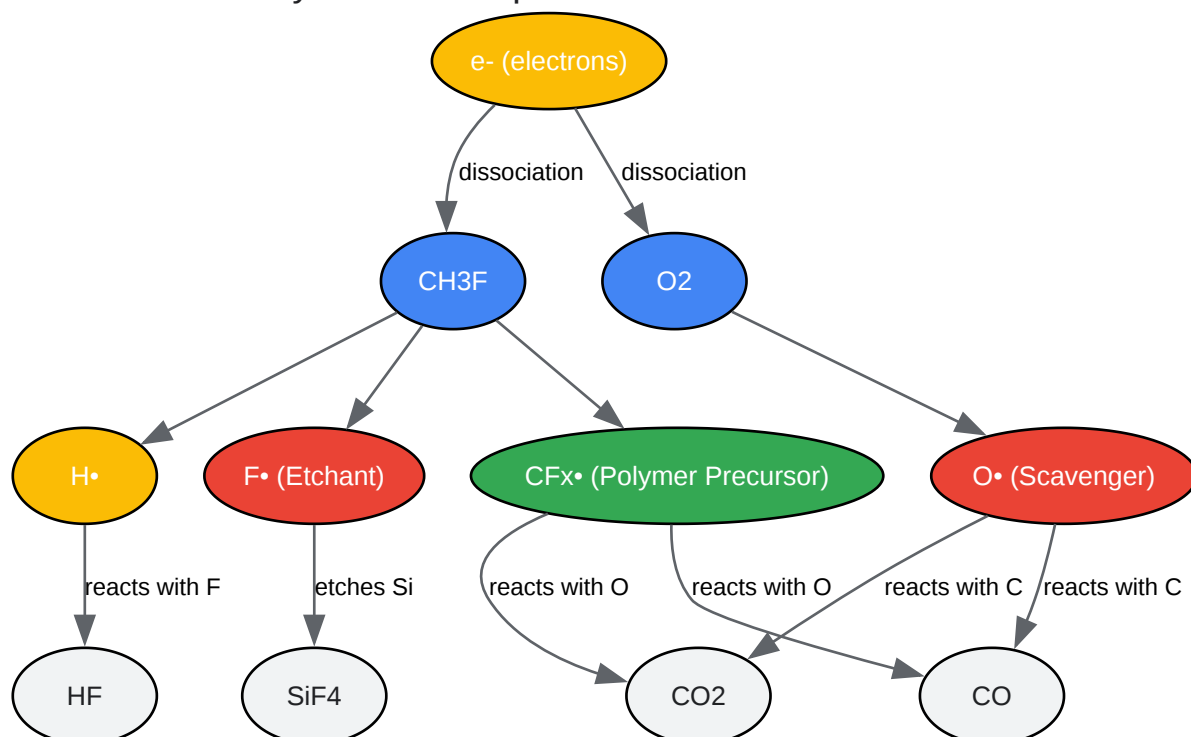 e- (electrons)
dissociation dissociation
CH3F O2
H• F• (Etchant) CFx• (Polymer Precursor) O• (Scavenger)
reacts with F etches Si reacts with O reacts with O reacts with C reacts with C
HF SiF4 CO2 CO